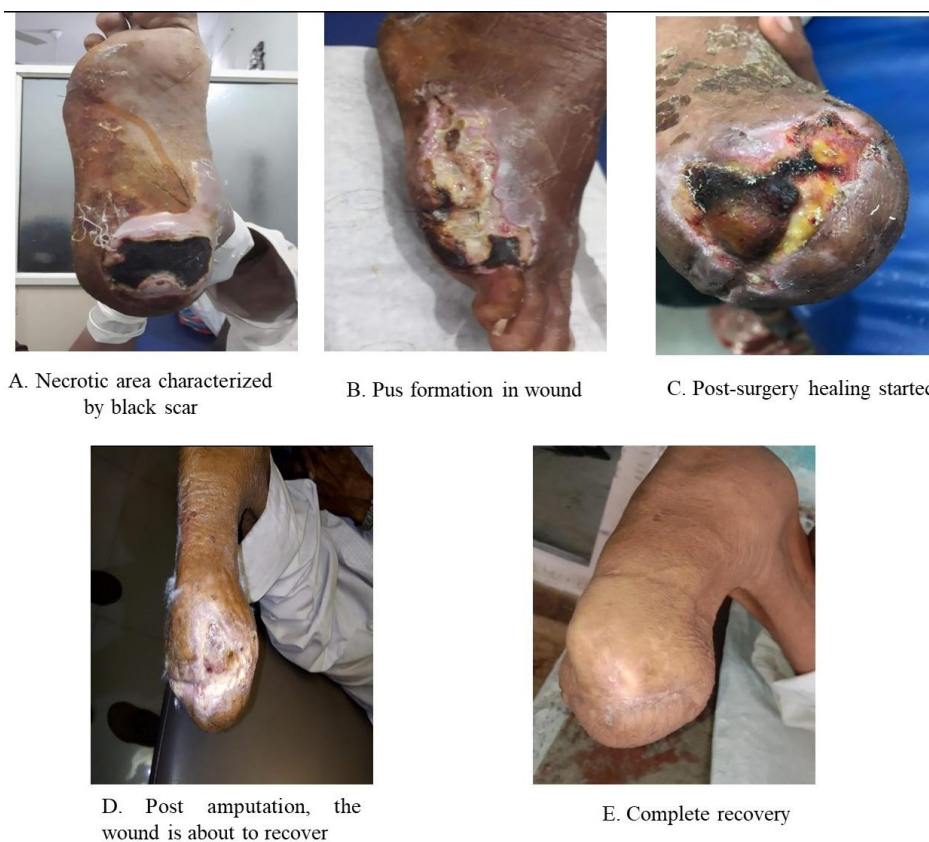 A. Necrotic area characterized
by black scar
B. Pus formation in wound
C. Post-surgery healing started
D. Post amputation, the
wound is about to recover
E. Complete recovery